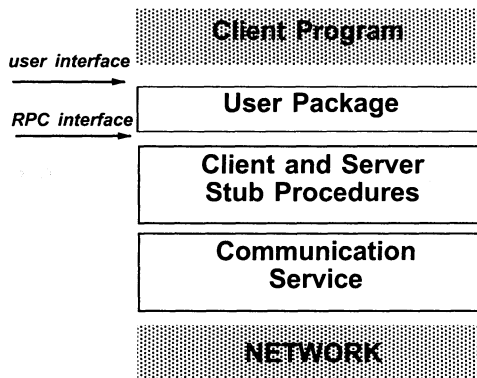 Client Program
user interface
User Package
RPC interface
Client and Server
Stub Procedures
Communication
Service
NETWORK